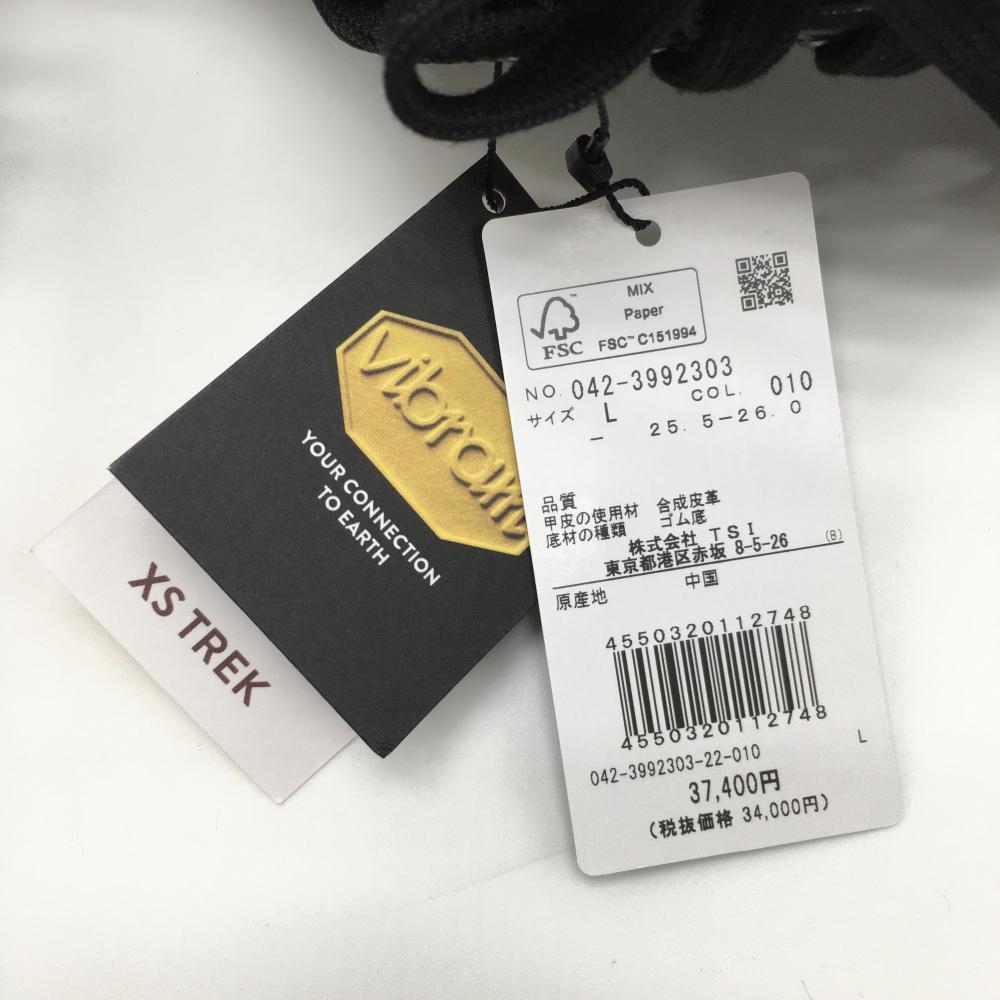 vibram
YOUR CONNECTION
TO EARTH
XS TREK
MIX
Paper
FSC
FSC™ C151994
NO. 042-3992303
COL. 010
サイズ L
- 25.5-26.0
品質
甲皮の使用材 合成皮革
底材の種類 ゴム底
株式会社 TSI
東京都港区赤坂 8-5-26 (B)
原産地 中国
4550320112748
4550320112748
042-3992303-22-010 L
37,400円
(税抜価格 34,000円)